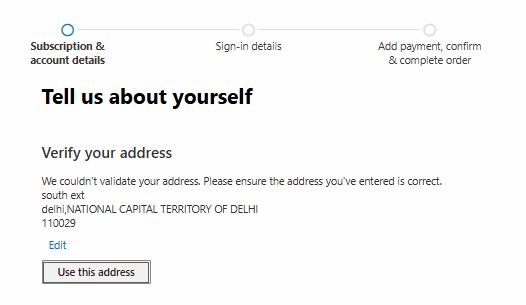 Subscription &
account details
Sign-in details
Add payment, confirm
& complete order
Tell us about yourself
Verify your address
We couldn't validate your address. Please ensure the address you've entered is correct.
south ext
delhi,NATIONAL CAPITAL TERRITORY OF DELHI
110029
Edit
Use this address